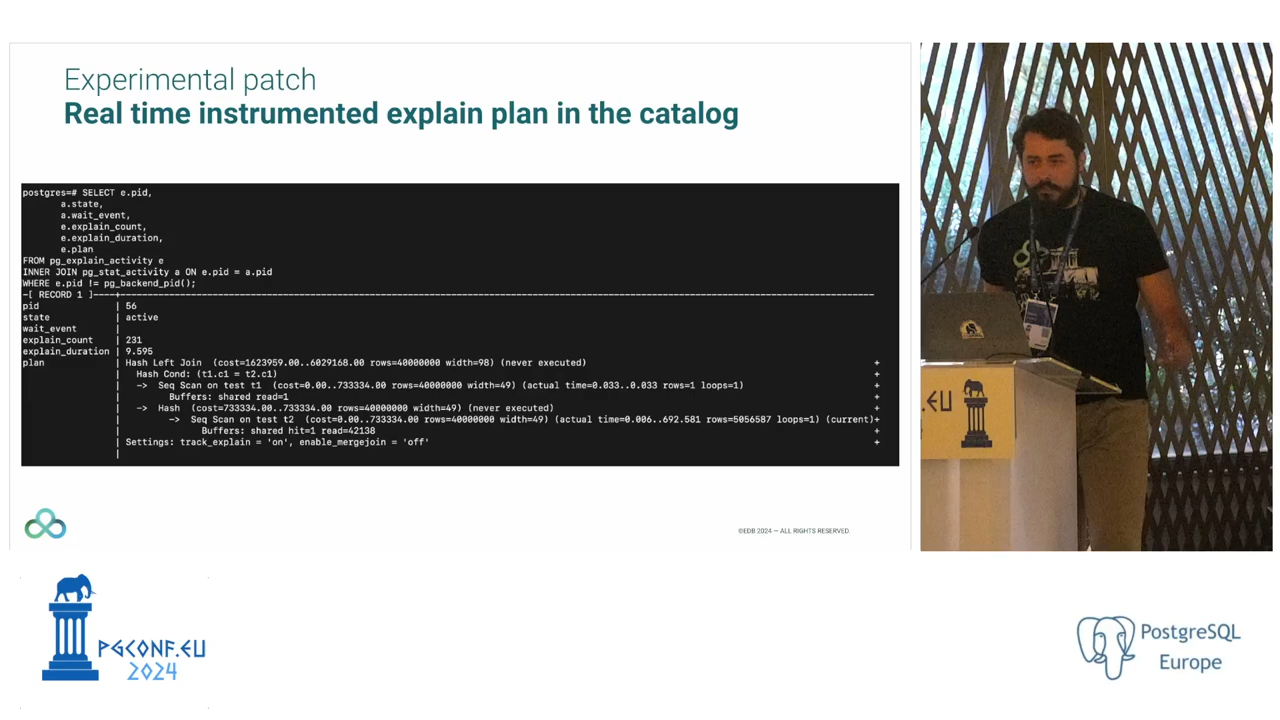 Experimental patch
Real time instrumented explain plan in the catalog
postgres=# SELECT e.pid,
a.state,
a.wait_event,
e.explain_count,
e.explain_duration,
e.plan
FROM pg_explain_activity e
INNER JOIN pg_stat_activity a ON e.pid = a.pid
WHERE e.pid != pg_backend_pid();
-[ RECORD 1 ]----+------------------------------------------------------------
pid | 56
state | active
wait_event |
explain_count | 231
explain_duration | 9.595
plan | Hash Left Join (cost=1623959.00..6029168.00 rows=40000000 width=98) (never executed) +
| Hash Cond: (t1.c1 = t2.c1) +
| -> Seq Scan on test t1 (cost=0.00..733334.00 rows=40000000 width=49) (actual time=0.033..0.033 rows=1 loops=1) +
| Buffers: shared read=1 +
| -> Hash (cost=733334.00..733334.00 rows=40000000 width=49) (never executed) +
| -> Seq Scan on test t2 (cost=0.00..733334.00 rows=40000000 width=49) (actual time=0.006..692.581 rows=5056587 loops=1) (current)+
| Buffers: shared hit=1 read=42138 +
| Settings: track_explain = 'on', enable_mergejoin = 'off' +
|
©EDB 2024 — ALL RIGHTS RESERVED.
.EU
PGCONF.EU
2024
PostgreSQL
Europe